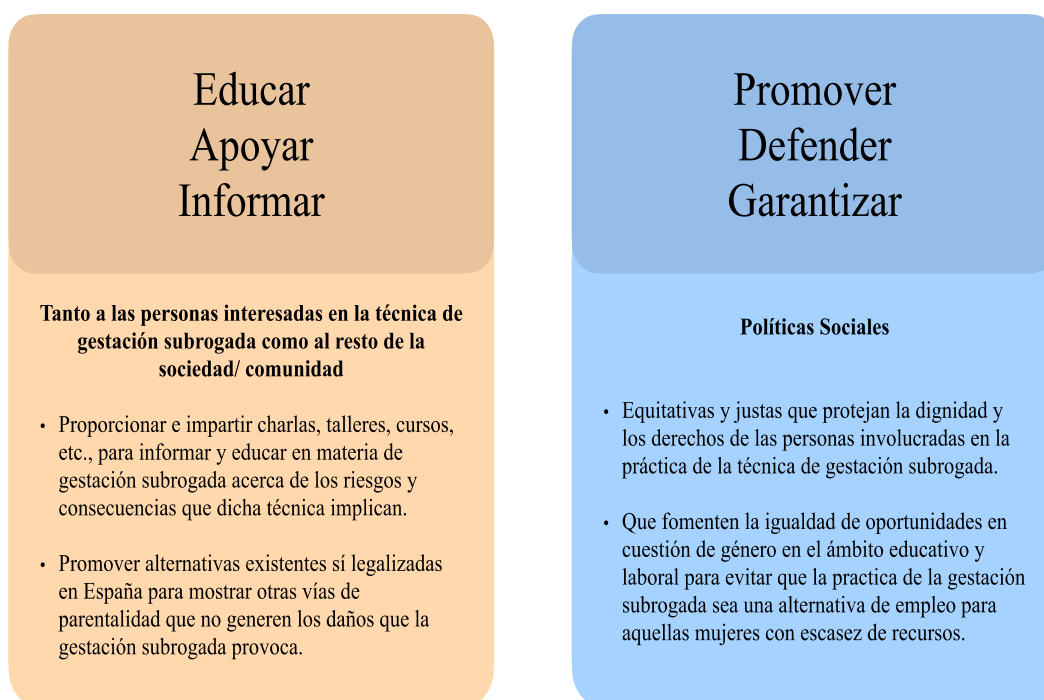 Educar
Apoyar
Informar
Tanto a las personas interesadas en la técnica de
gestación subrogada como al resto de la
sociedad/ comunidad
• Proporcionar e impartir charlas, talleres, cursos,
etc., para informar y educar en materia de
gestación subrogada acerca de los riesgos y
consecuencias que dicha técnica implican.
• Promover alternativas existentes sí legalizadas
en España para mostrar otras vías de
parentalidad que no generen los daños que la
gestación subrogada provoca.
Promover
Defender
Garantizar
Políticas Sociales
• Equitativas y justas que protejan la dignidad y
los derechos de las personas involucradas en la
práctica de la técnica de gestación subrogada.
• Que fomenten la igualdad de oportunidades en
cuestión de género en el ámbito educativo y
laboral para evitar que la practica de la gestación
subrogada sea una alternativa de empleo para
aquellas mujeres con escasez de recursos.